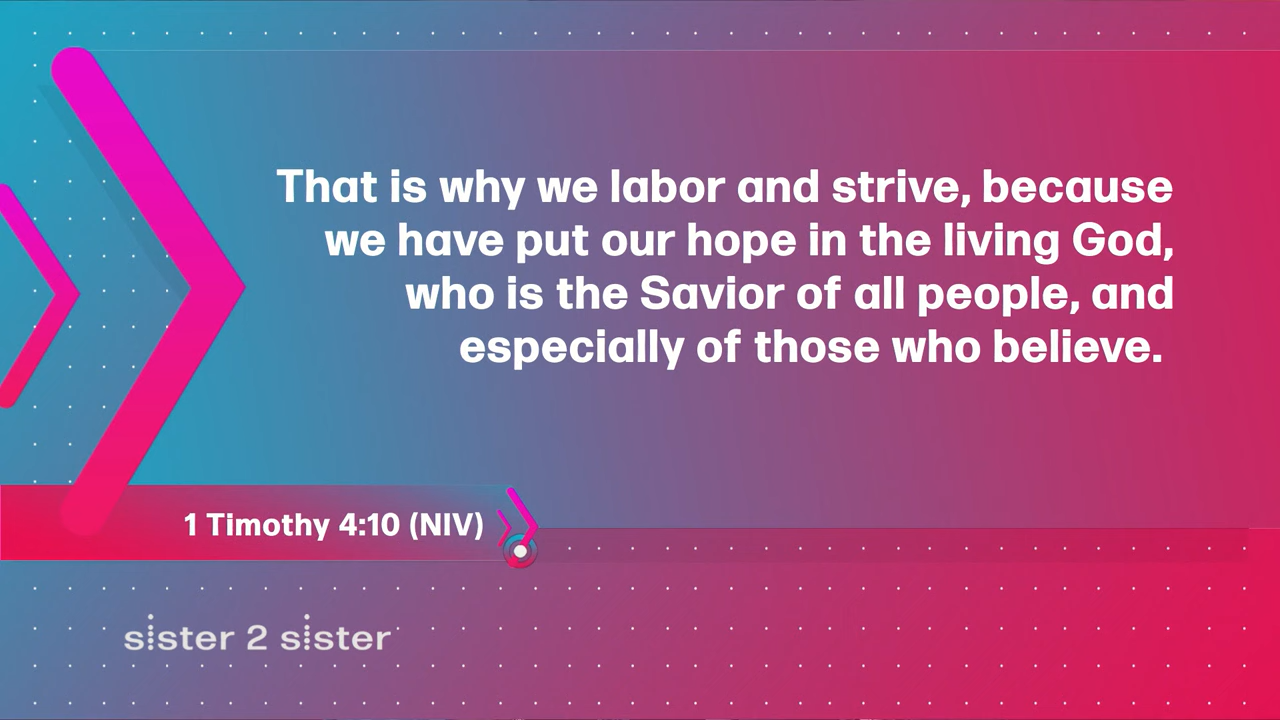 That is why we labor and strive, because
we have put our hope in the living God,
who is the Savior of all people, and
especially of those who believe.
1 Timothy 4:10 (NIV)
sister 2 sister